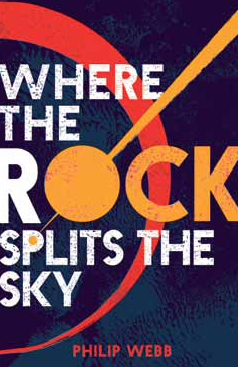 WHERE
THE
ROCK
SPLITS THE
SKY
PHILIP WEBB